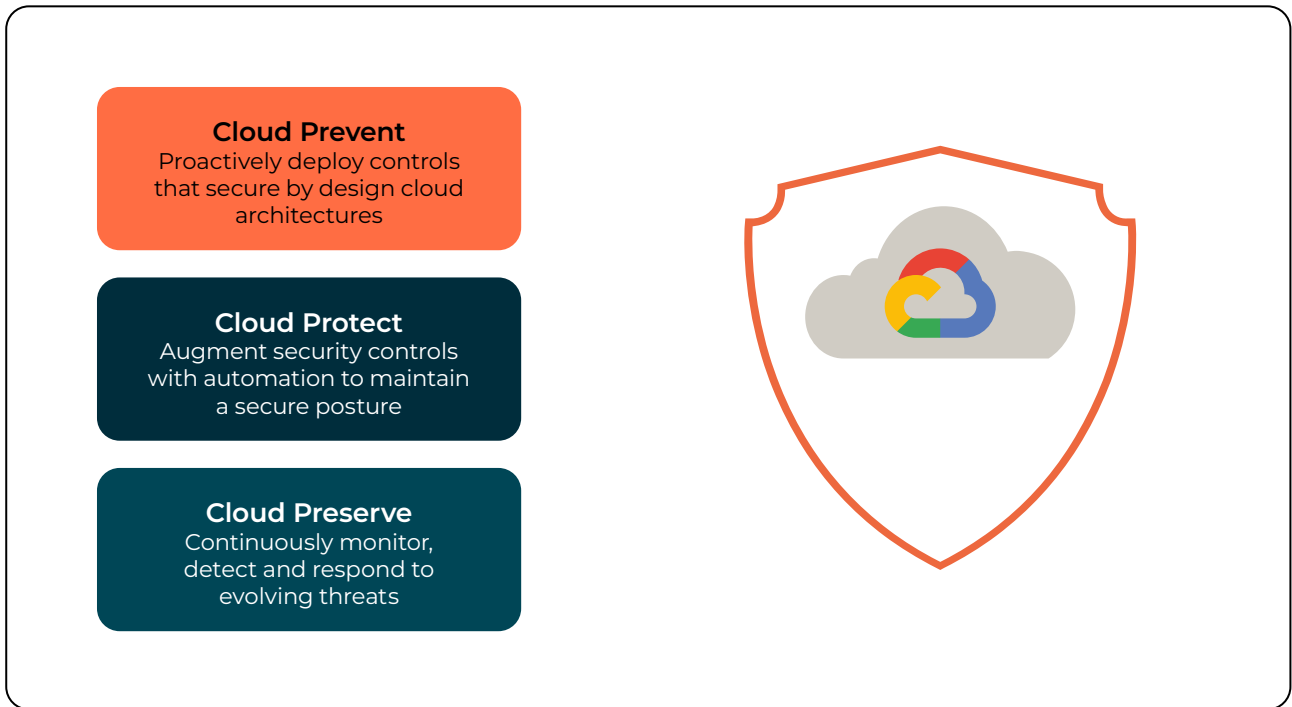 Cloud Prevent
Proactively deploy controls
that secure by design cloud
architectures
Cloud Protect
Augment security controls
with automation to maintain
a secure posture
Cloud Preserve
Continuously monitor,
detect and respond to
evolving threats